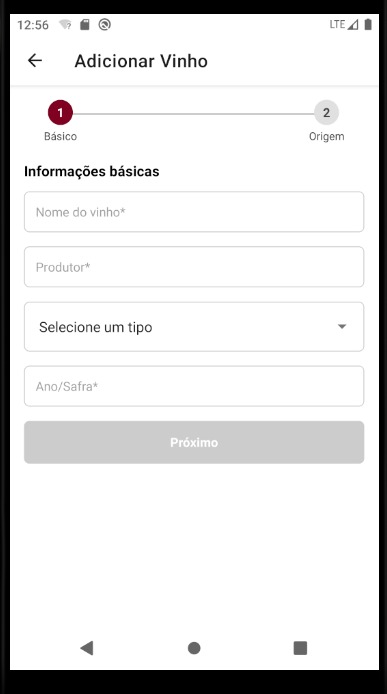 12:56
LTE
Adicionar Vinho
1
2
Básico
Origem
Informações básicas
Nome do vinho*
Produtor*
Selecione um tipo
Ano/Safra*
Próximo